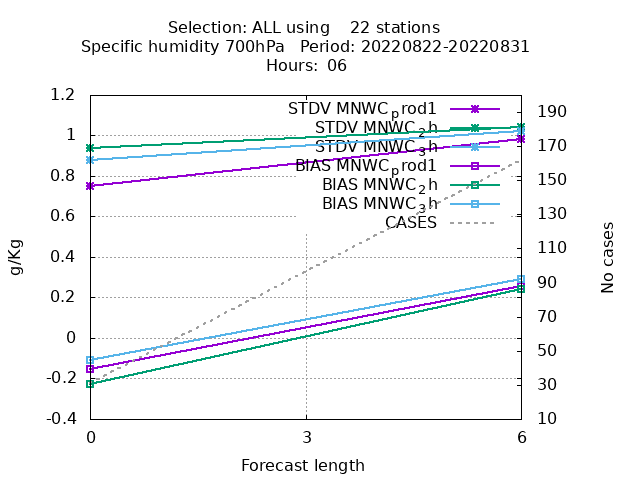 Selection: ALL using 22 stations
Specific humidity 700hPa Period: 20220822-20220831
Hours: 06
1.2
1
0.8
0.6
0.4
0.2
0
-0.2
-0.4
g/Kg
STDV MNWC_prod1
STDV MNWC_2h
STDV MNWC_3h
BIAS MNWC_prod1
BIAS MNWC_2h
BIAS MNWC_3h
CASES
190
170
150
130
110
90
70
50
30
10
No cases
0 3 6
Forecast length